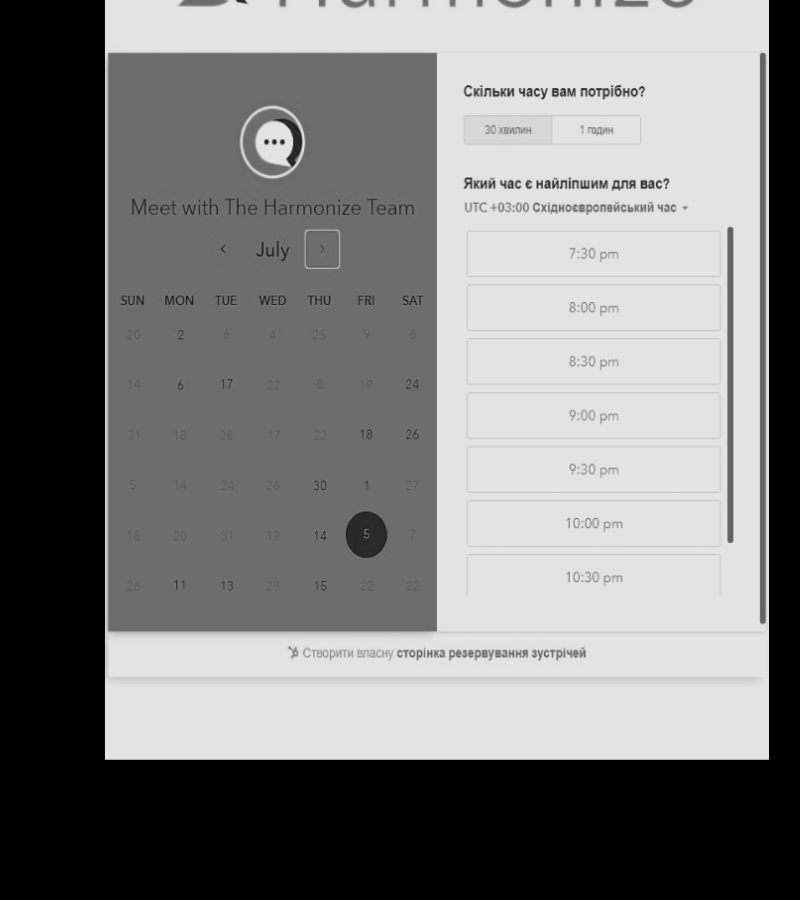 Harmonize
Meet with The Harmonize Team
July
SUN MON TUE WED THU FRI SAT
20 2 6 4 25 9 8
14 6 17 22 8 19 24
31 18 28 17 22 18 26
5 14 24 28 30 1 27
18 20 31 19 14 5 7
26 11 13 28 15 22 22
Скільки часу вам потрібно?
30 хвилин 1 годин
Який час є найліпшим для вас?
UTC +03:00 Східноєвропейський час
7:30 pm
8:00 pm
8:30 pm
9:00 pm
9:30 pm
10:00 pm
10:30 pm
Створити власну сторінка резервування зустрічей